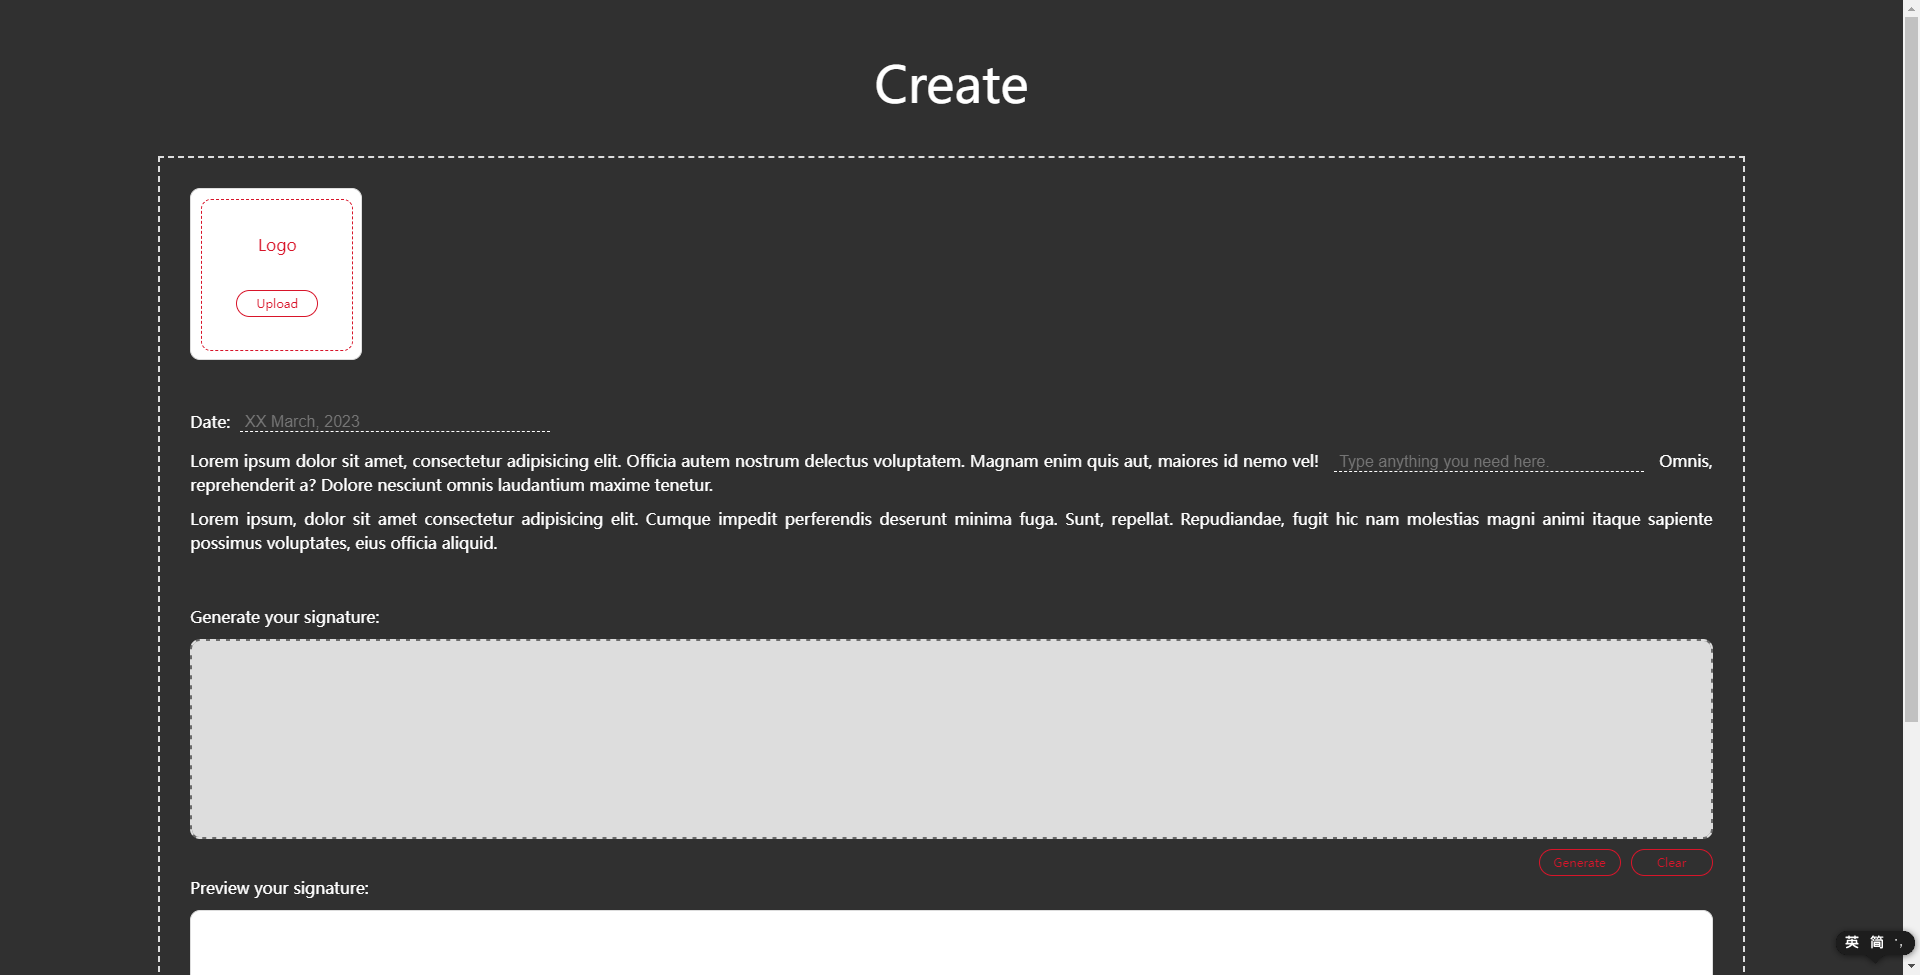 Create
Logo
Upload
Date: XX March, 2023
Lorem ipsum dolor sit amet, consectetur adipisicing elit. Officia autem nostrum delectus voluptatem. Magnam enim quis aut, maiores id nemo vel! Type anything you need here. Omnis,
reprehenderit a? Dolore nesciunt omnis laudantium maxime tenetur.
Lorem ipsum, dolor sit amet consectetur adipisicing elit. Cumque impedit perferendis deserunt minima fuga. Sunt, repellat. Repudiandae, fugit hic nam molestias magni animi itaque sapiente
possimus voluptates, eius officia aliquid.
Generate your signature:
Generate Clear
Preview your signature:
英 简